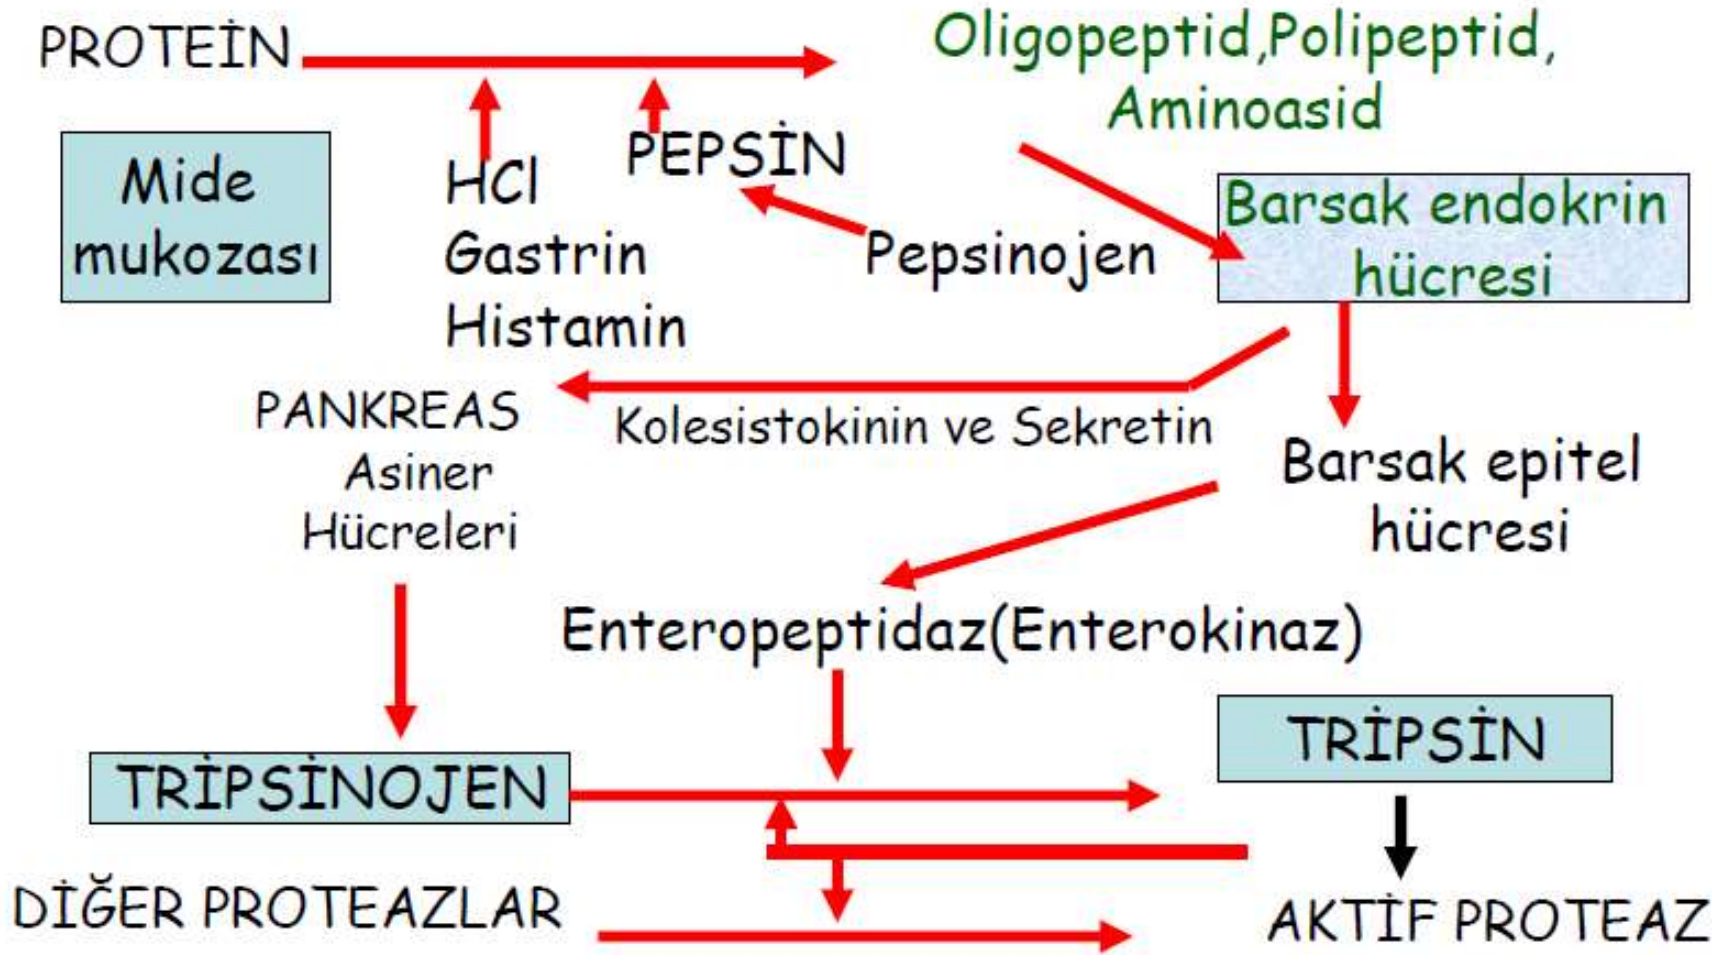 PROTEİN
Oligopeptid,Polipeptid,
Aminoasid
Mide
mukozası
HCl
Gastrin
Histamin
PEPSİN
Pepsinojen
Barsak endokrin
hücresi
PANKREAS
Asiner
Hücreleri
Kolesistokinin ve Sekretin
Barsak epitel
hücresi
Enteropeptidaz(Enterokinaz)
TRİPSİNOJEN
TRİPSİN
DİĞER PROTEAZLAR
AKTİF PROTEAZ